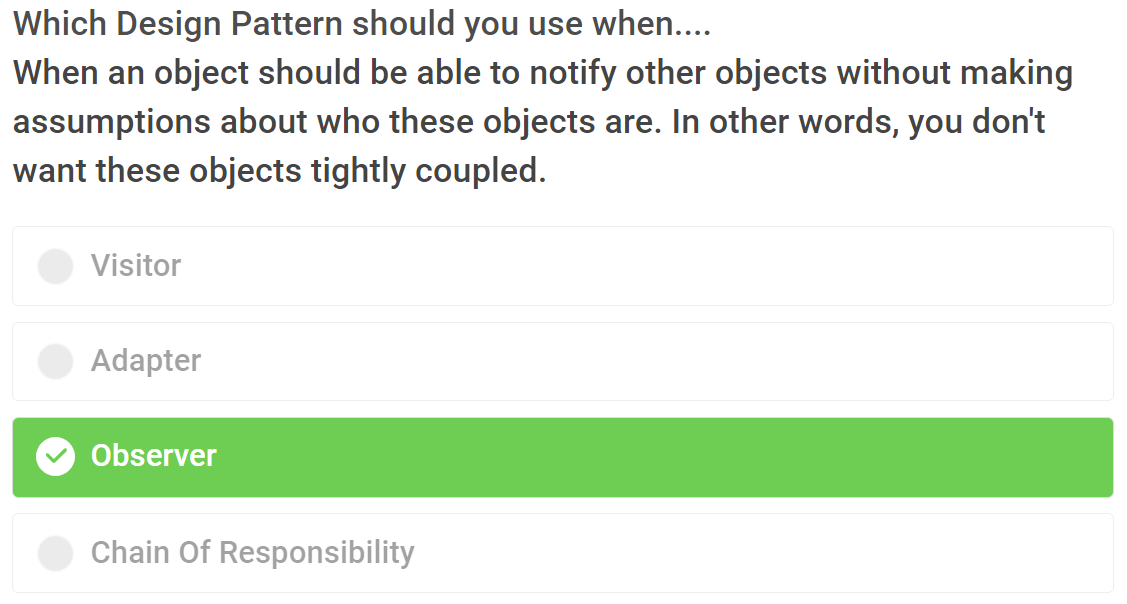 Which Design Pattern should you use when....
When an object should be able to notify other objects without making
assumptions about who these objects are. In other words, you don't
want these objects tightly coupled.
Visitor
Adapter
Observer
Chain Of Responsibility